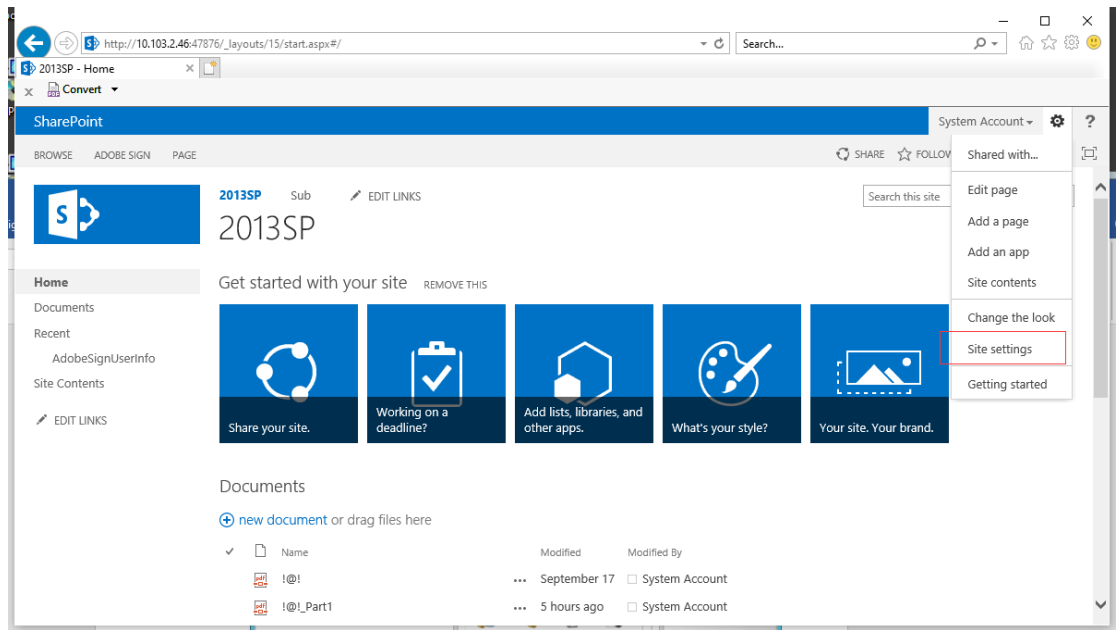 http://10.103.2.46:47876/_layouts/15/start.aspx#/
Search...
2013SP - Home
x Convert
SharePoint
System Account
?
BROWSE ADOBE SIGN PAGE
SHARE FOLLOW
Shared with...
Edit page
Add a page
Add an app
Site contents
Change the look
Site settings
Getting started
S
2013SP Sub EDIT LINKS
Search this site
2013SP
Home
Documents
Recent
AdobeSignUserInfo
Site Contents
EDIT LINKS
Get started with your site REMOVE THIS
Share your site.
Working on a
deadline?
Add lists, libraries, and
other apps.
What's your style?
Your site. Your brand.
Documents
new document or drag files here
Name Modified Modified By
!@! ... September 17 System Account
!@!_Part1 ... 5 hours ago System Account